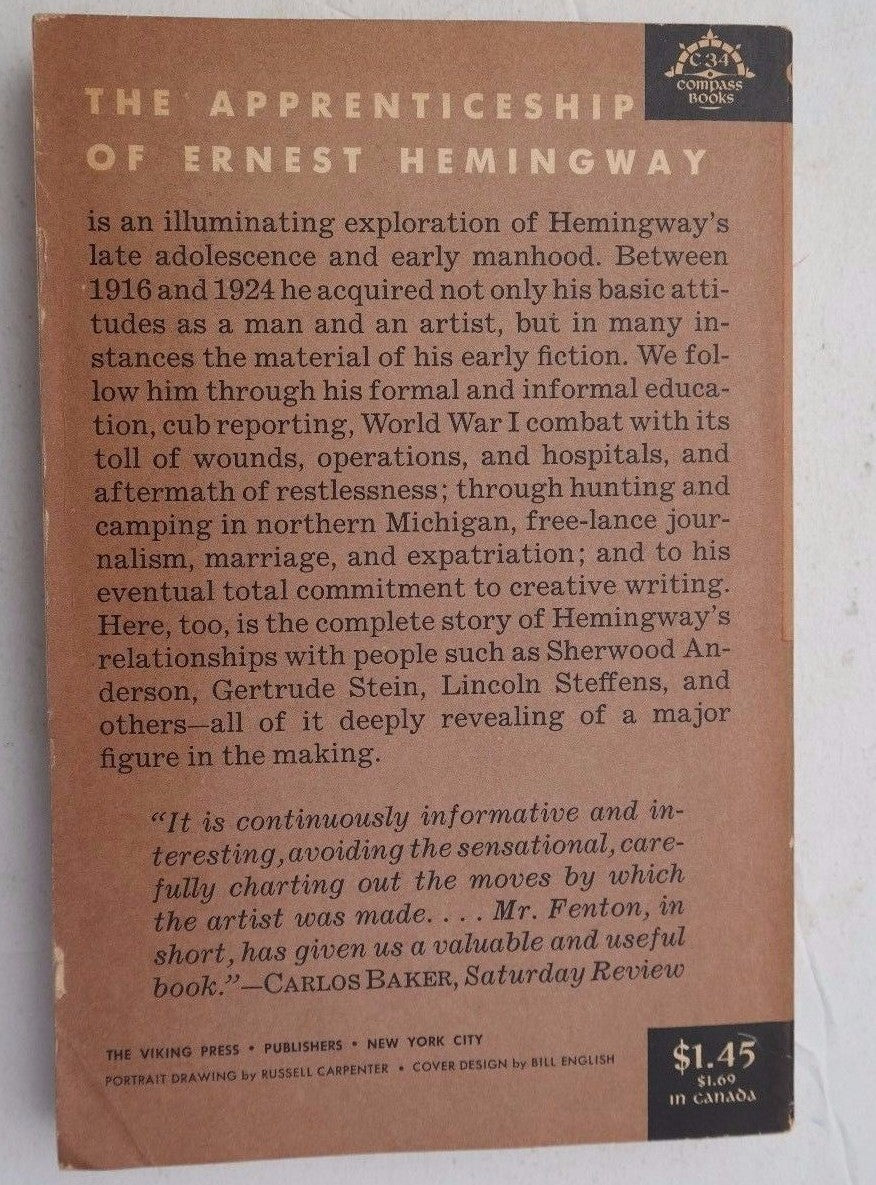 C 34
COMPASS
BOOKS
THE APPRENTICESHIP
OF ERNEST HEMINGWAY
is an illuminating exploration of Hemingway's
late adolescence and early manhood. Between
1916 and 1924 he acquired not only his basic atti-
tudes as a man and an artist, but in many in-
stances the material of his early fiction. We fol-
low him through his formal and informal educa-
tion, cub reporting, World War I combat with its
toll of wounds, operations, and hospitals, and
aftermath of restlessness; through hunting and
camping in northern Michigan, free-lance jour-
nalism, marriage, and expatriation; and to his
eventual total commitment to creative writing.
Here, too, is the complete story of Hemingway's
relationships with people such as Sherwood An-
derson, Gertrude Stein, Lincoln Steffens, and
others—all of it deeply revealing of a major
figure in the making.
"It is continuously informative and in-
teresting, avoiding the sensational, care-
fully charting out the moves by which
the artist was made. . . . Mr. Fenton, in
short, has given us a valuable and useful
book."—CARLOS BAKER, Saturday Review
THE VIKING PRESS • PUBLISHERS • NEW YORK CITY
PORTRAIT DRAWING by RUSSELL CARPENTER • COVER DESIGN by BILL ENGLISH
$1.45
$1.69
IN CANADA